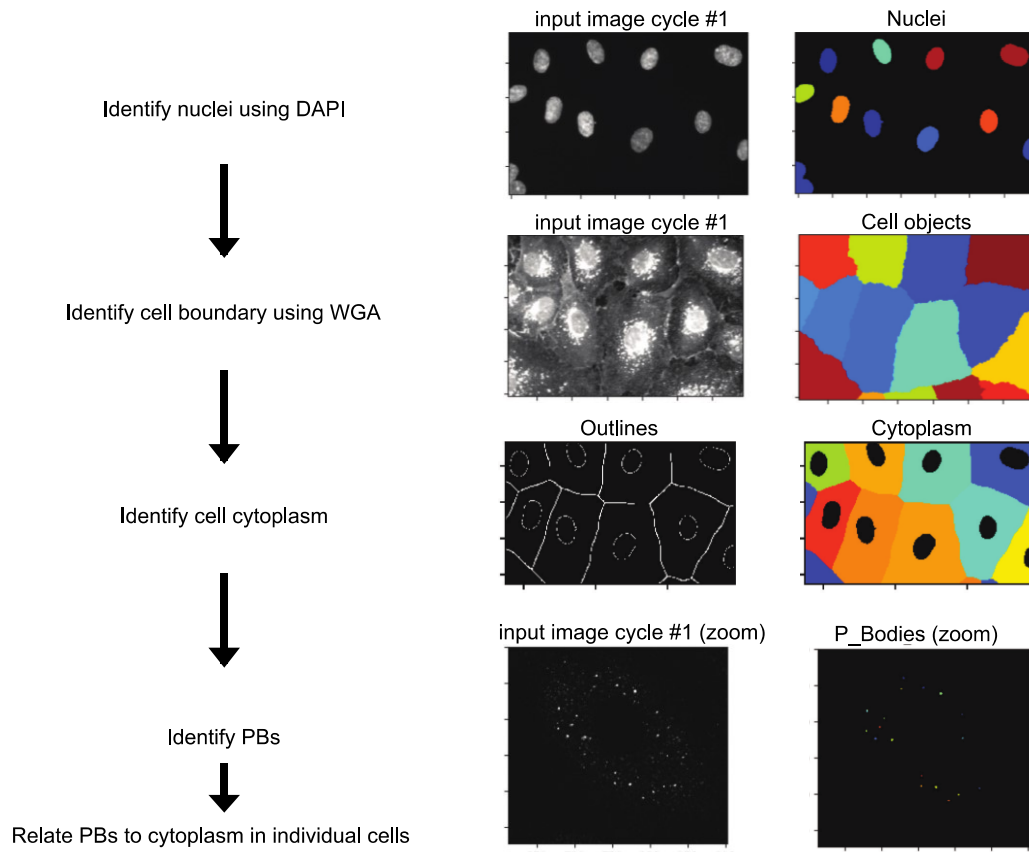 input image cycle #1
Nuclei
Identify nuclei using DAPI
input image cycle #1
Cell objects
Identify cell boundary using WGA
Outlines
Cytoplasm
Identify cell cytoplasm
input image cycle #1 (zoom)
P_Bodies (zoom)
Identify PBs
Relate PBs to cytoplasm in individual cells